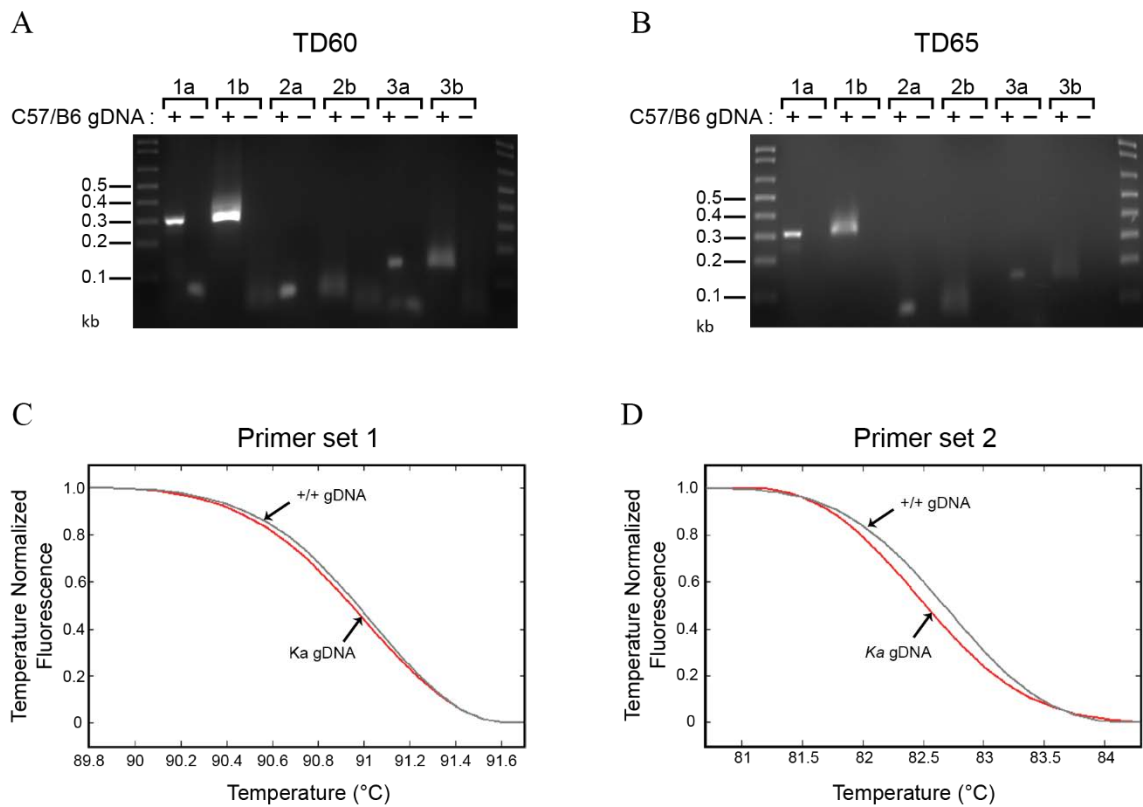 A
TD60
1a 1b 2a 2b 3a 3b
C57/B6 gDNA : + − + − + − + − + − + −
0.5
0.4
0.3
0.2
0.1
kb
B
TD65
1a 1b 2a 2b 3a 3b
C57/B6 gDNA : + − + − + − + − + − + −
0.5
0.4
0.3
0.2
0.1
kb
C
Primer set 1
Temperature Normalized
Fluorescence
1.0
0.8
0.6
0.4
0.2
0
+/+ gDNA
Ka gDNA
89.8 90 90.2 90.4 90.6 90.8 91 91.2 91.4 91.6
Temperature (°C)
D
Primer set 2
Temperature Normalized
Fluorescence
1.0
0.8
0.6
0.4
0.2
0
+/+ gDNA
Ka gDNA
81 81.5 82 82.5 83 83.5 84
Temperature (°C)